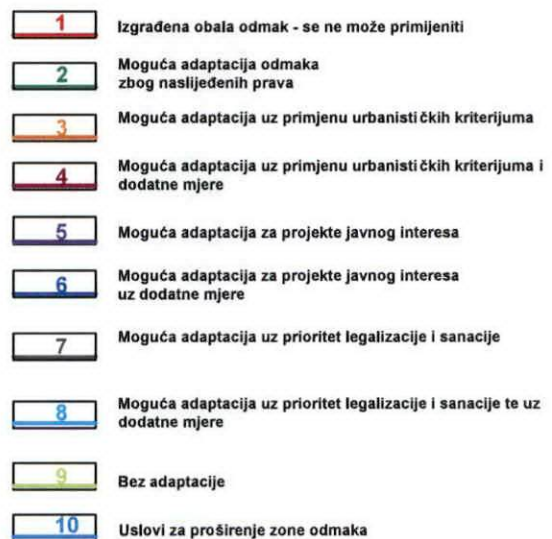 1 Izgrađena obala odmak - se ne može primijeniti
2 Moguća adaptacija odmaka
zbog naslijeđenih prava
3 Moguća adaptacija uz primjenu urbanističkih kriterijuma
4 Moguća adaptacija uz primjenu urbanističkih kriterijuma i
dodatne mjere
5 Moguća adaptacija za projekte javnog interesa
6 Moguća adaptacija za projekte javnog interesa
uz dodatne mjere
7 Moguća adaptacija uz prioritet legalizacije i sanacije
8 Moguća adaptacija uz prioritet legalizacije i sanacije te uz
dodatne mjere
9 Bez adaptacije
10 Uslovi za proširenje zone odmaka